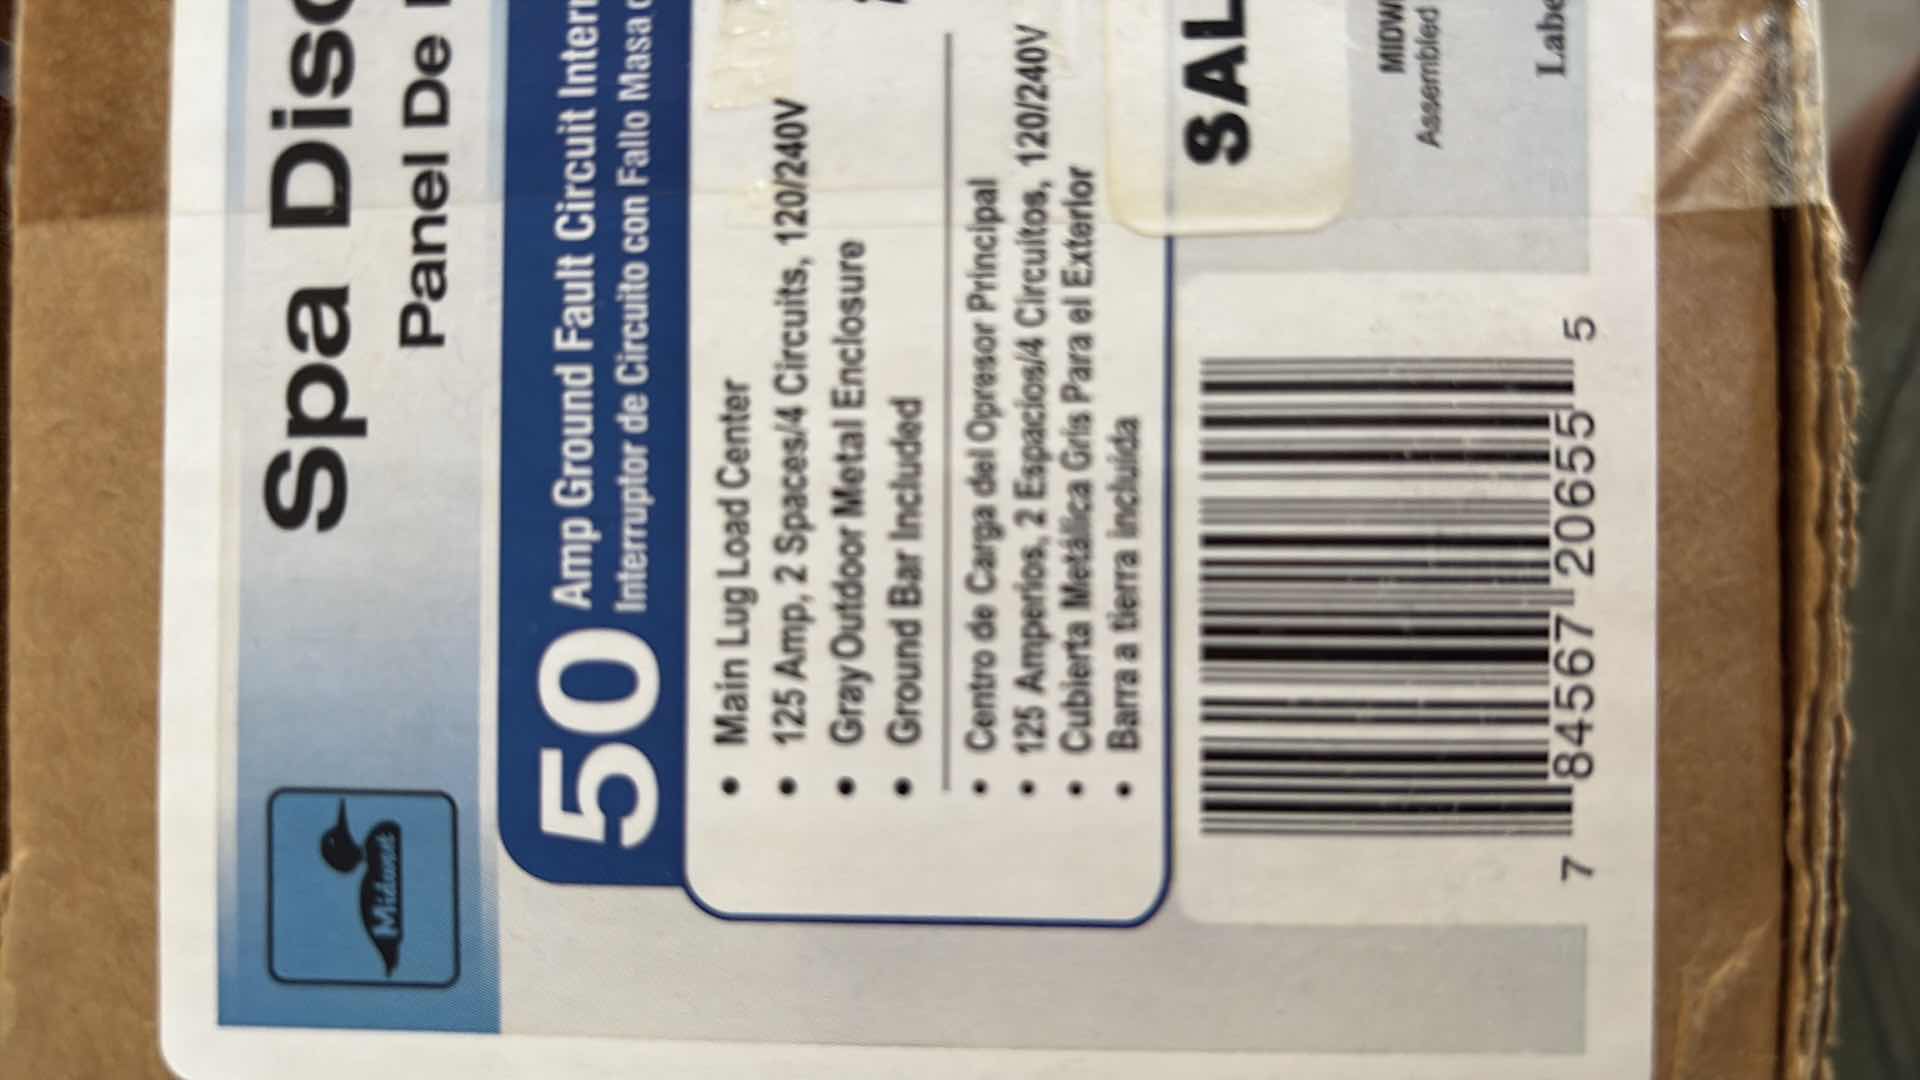 Midwest
Spa Disc
Panel De
50 Amp Ground Fault Circuit Interr
Interruptor de Circuito con Fallo Masa
• Main Lug Load Center
• 125 Amp, 2 Spaces/4 Circuits, 120/240V
• Gray Outdoor Metal Enclosure
• Ground Bar Included
• Centro de Carga del Opresor Principal
• 125 Amperios, 2 Espacios/4 Circuitos, 120/240V
• Cubierta Metálica Gris Para el Exterior
• Barra a tierra incluida
SAL
MIDW
Assembled
Labe
7 84567 20655 5